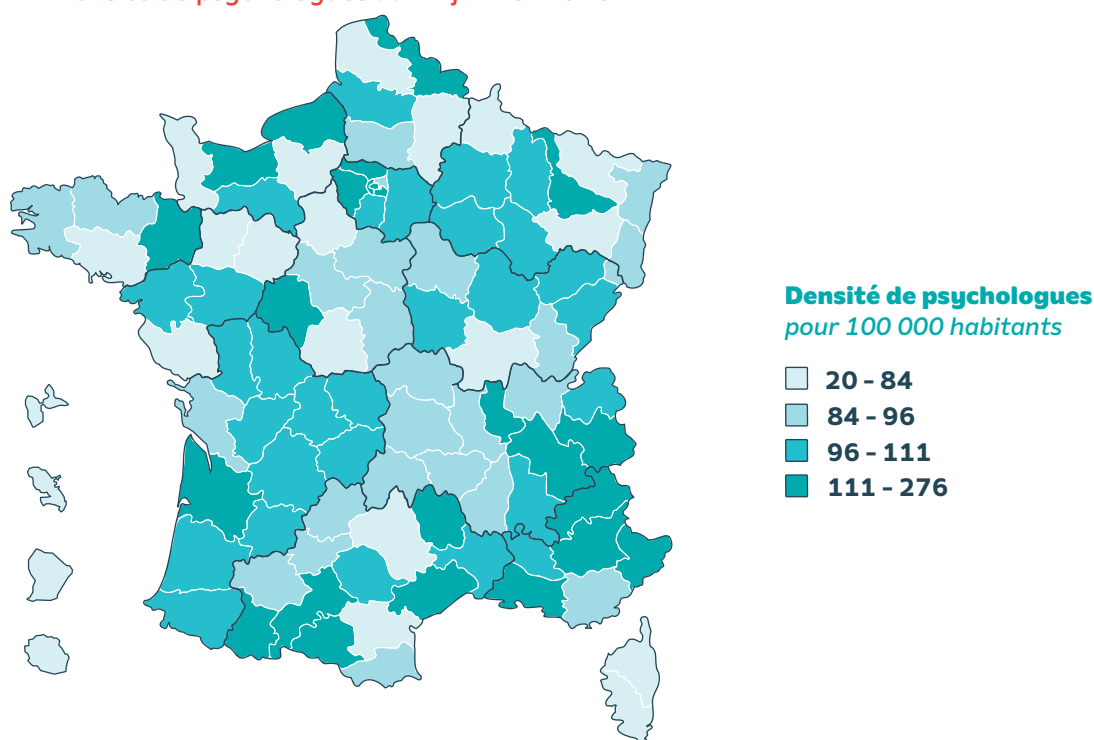 Densité de psychologues
pour 100 000 habitants
20 - 84
84 - 96
96 - 111
111 - 276